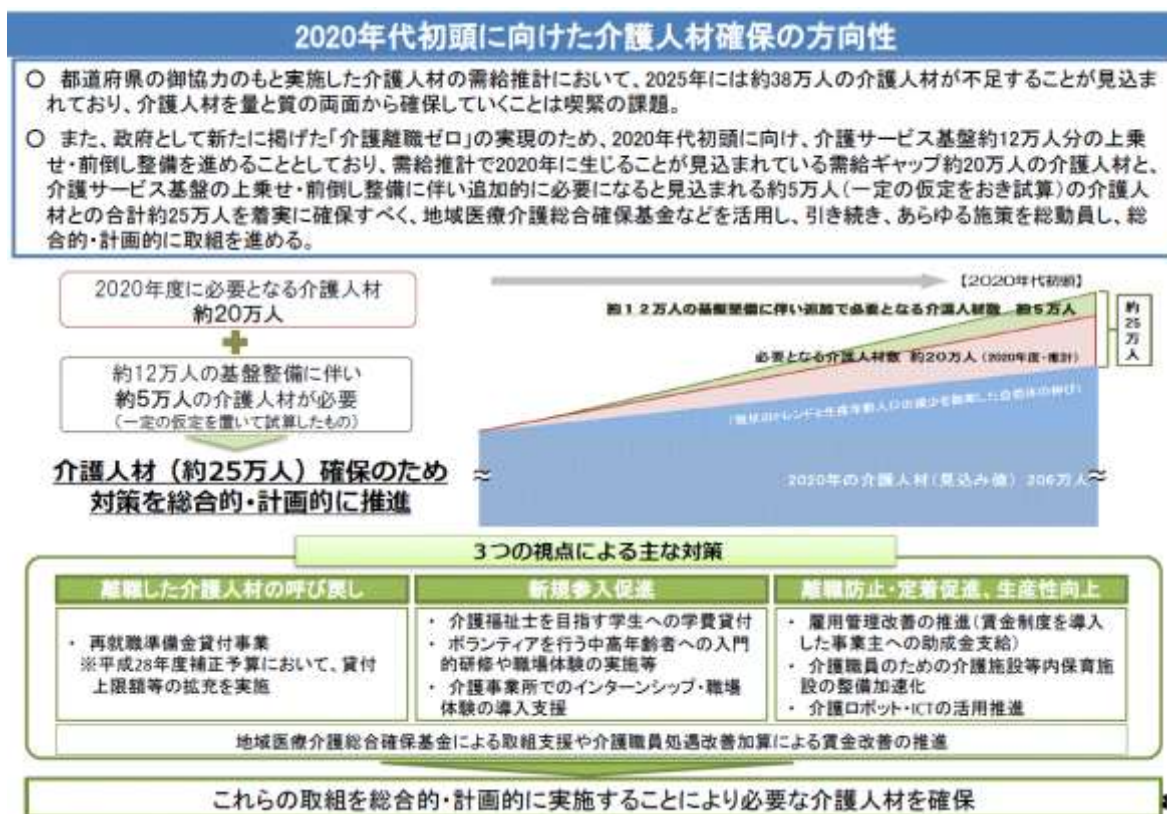 2020年代初頭に向けた介護人材確保の方向性
○ 都道府県の御協力のもと実施した介護人材の需給推計において、2025年には約38万人の介護人材が不足することが見込ま
れており、介護人材を量と質の両面から確保していくことは喫緊の課題。
○ また、政府として新たに掲げた「介護離職ゼロ」の実現のため、2020年代初頭に向け、介護サービス基盤約12万人分の上乗
せ・前倒し整備を進めることとしており、需給推計で2020年に生じることが見込まれている需給ギャップ約20万人の介護人材と、
介護サービス基盤の上乗せ・前倒し整備に伴い追加的に必要になると見込まれる約5万人(一定の仮定をおき試算)の介護人
材との合計約25万人を着実に確保すべく、地域医療介護総合確保基金などを活用し、引き続き、あらゆる施策を総動員し、総
合的・計画的に取組を進める。
2020年度に必要となる介護人材
約20万人
+
約12万人の基盤整備に伴い
約5万人の介護人材が必要
(一定の仮定を置いて試算したもの)
介護人材(約25万人)確保のため
対策を総合的・計画的に推進
【2020年代初頭】
約12万人の基盤整備に伴い追加で必要となる介護人材数 約5万人
約25万人
必要となる介護人材数 約20万人(2020年度・推計)
(現状のトレンドと生産年齢人口の減少を勘案した自然体の伸び)
≈
2020年の介護人材(見込み値) 206万人
≈
3つの視点による主な対策
離職した介護人材の呼び戻し
・ 再就職準備金貸付事業
※平成28年度補正予算において、貸付
上限額等の拡充を実施
新規参入促進
・ 介護福祉士を目指す学生への学費貸付
・ ボランティアを行う中高年齢者への入門
的研修や職場体験の実施等
・ 介護事業所でのインターンシップ・職場
体験の導入支援
離職防止・定着促進、生産性向上
・ 雇用管理改善の推進(賃金制度を導入
した事業主への助成金支給)
・ 介護職員のための介護施設等内保育施
設の整備加速化
・ 介護ロボット・ICTの活用推進
地域医療介護総合確保基金による取組支援や介護職員処遇改善加算による賃金改善の推進
これらの取組を総合的・計画的に実施することにより必要な介護人材を確保